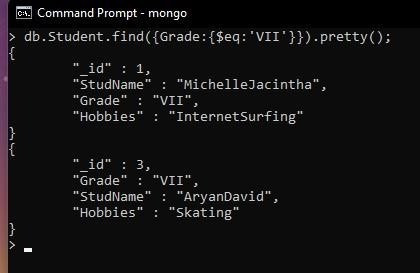 Command Prompt - mongo
> db.Student.find({Grade:{$eq:'VII'}}).pretty();
{
        "_id" : 1,
        "StudName" : "MichelleJacintha",
        "Grade" : "VII",
        "Hobbies" : "InternetSurfing"
}
{
        "_id" : 3,
        "Grade" : "VII",
        "StudName" : "AryanDavid",
        "Hobbies" : "Skating"
}
>